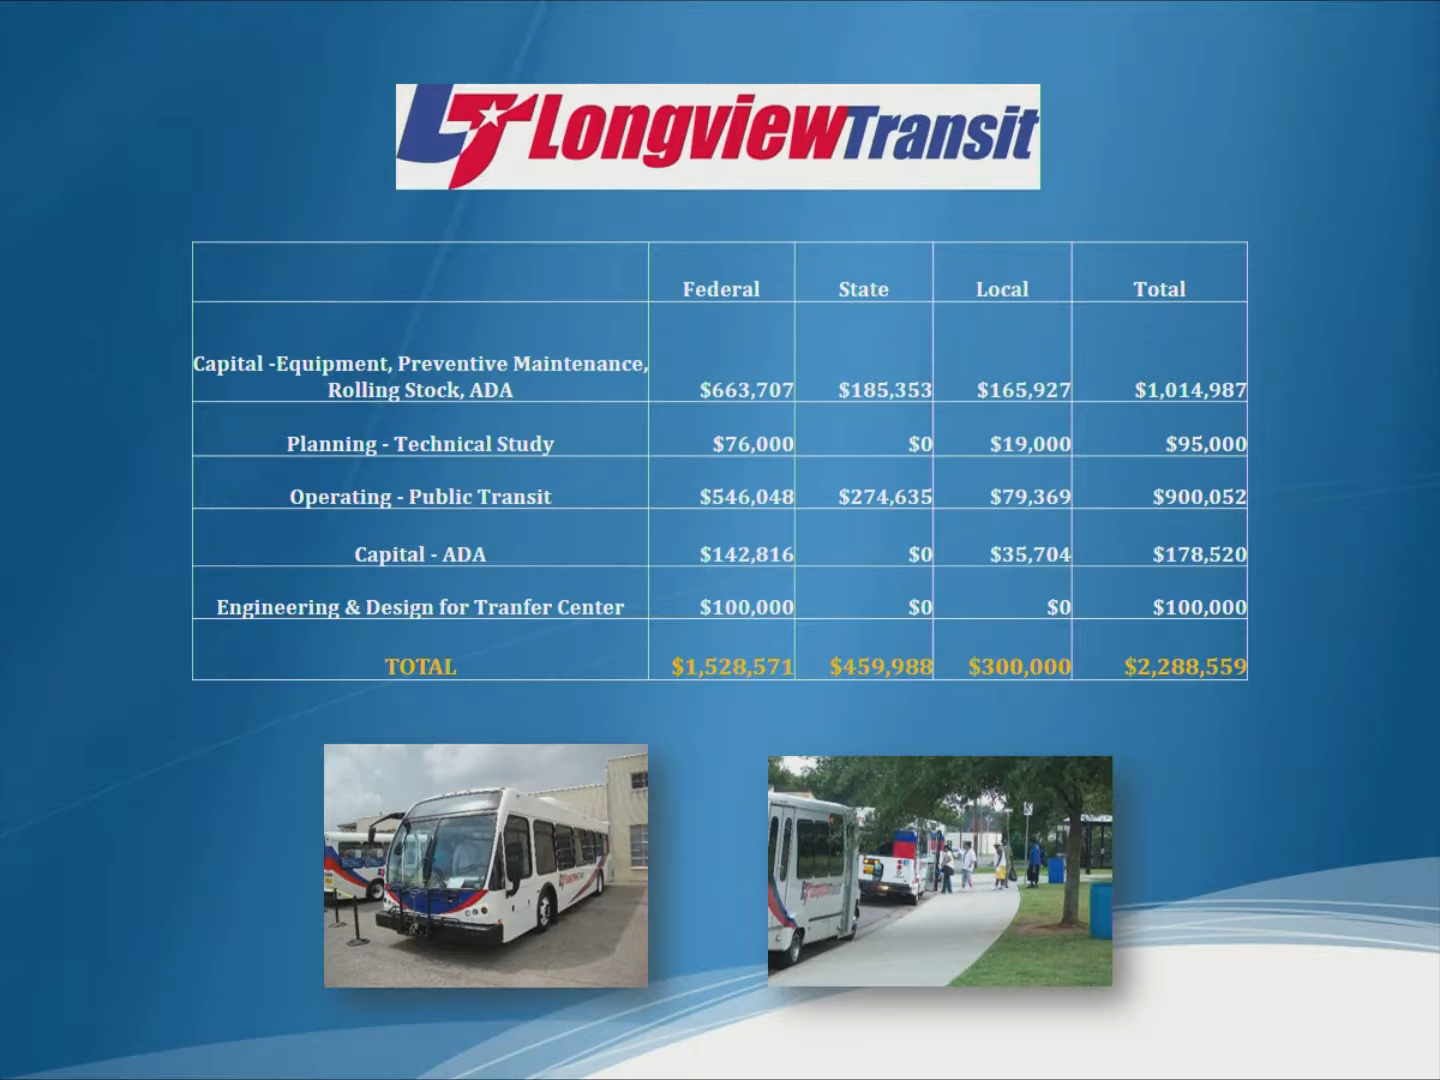 LT LongviewTransit
Federal State Local Total
Capital -Equipment, Preventive Maintenance,
Rolling Stock, ADA $663,707 $185,353 $165,927 $1,014,987
Planning - Technical Study $76,000 $0 $19,000 $95,000
Operating - Public Transit $546,048 $274,635 $79,369 $900,052
Capital - ADA $142,816 $0 $35,704 $178,520
Engineering & Design for Tranfer Center $100,000 $0 $0 $100,000
TOTAL $1,528,571 $459,988 $300,000 $2,288,559